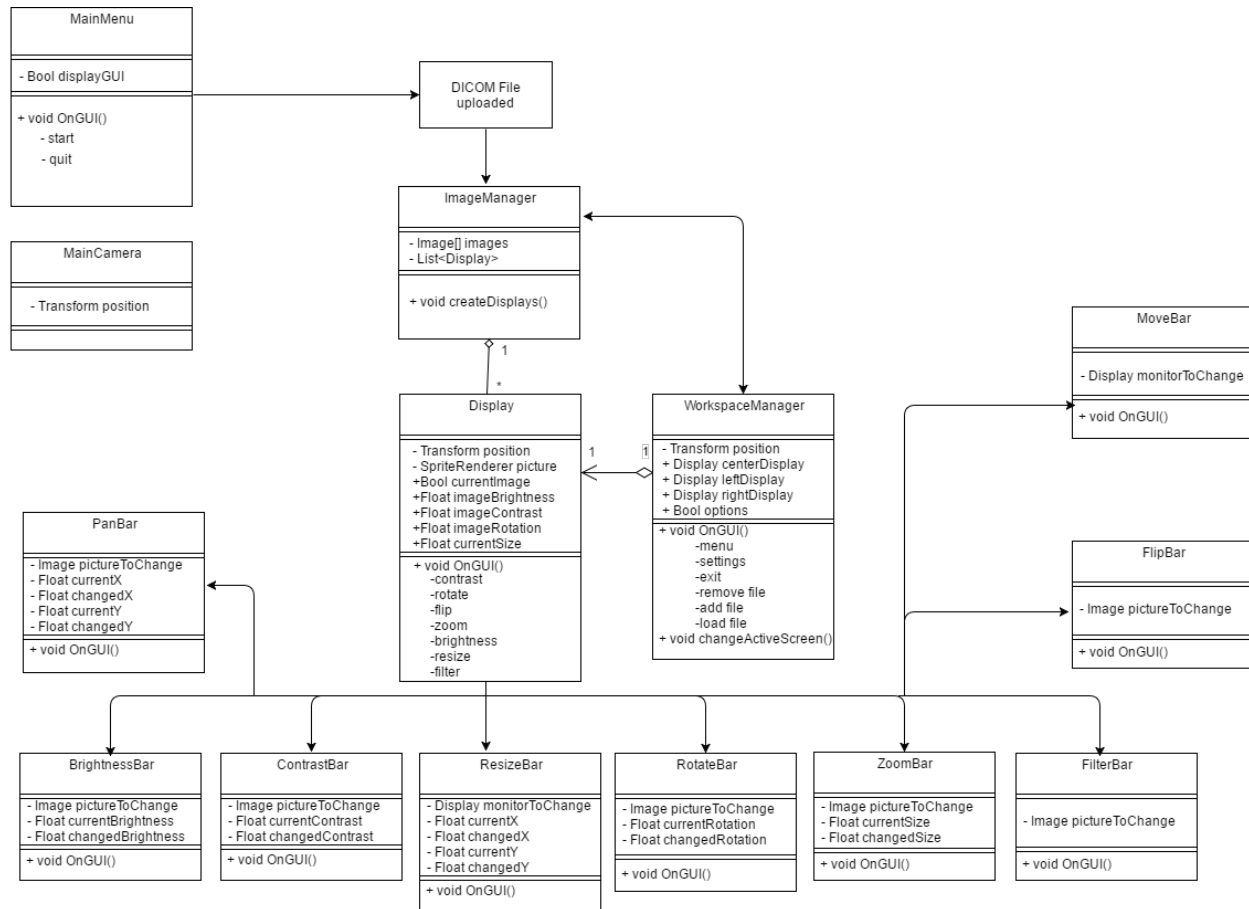 MainMenu
- Bool displayGUI
+ void OnGUI()
- start
- quit
DICOM File
uploaded
ImageManager
- Image[] images
- List<Display>
+ void createDisplays()
MainCamera
- Transform position
1
*
MoveBar
- Display monitorToChange
+ void OnGUI()
Display
- Transform position
- SpriteRenderer picture
+Bool currentImage
+Float imageBrightness
+Float imageContrast
+Float imageRotation
+Float currentSize
+ void OnGUI()
-contrast
-rotate
-flip
-zoom
-brightness
-resize
-filter
1
1
WorkspaceManager
- Transform position
+ Display centerDisplay
+ Display leftDisplay
+ Display rightDisplay
+ Bool options
+ void OnGUI()
-menu
-settings
-exit
-remove file
-add file
-load file
+ void changeActiveScreen()
PanBar
- Image pictureToChange
- Float currentX
- Float changedX
- Float currentY
- Float changedY
+ void OnGUI()
FlipBar
- Image pictureToChange
+ void OnGUI()
BrightnessBar
- Image pictureToChange
- Float currentBrightness
- Float changedBrightness
+ void OnGUI()
ContrastBar
- Image pictureToChange
- Float currentContrast
- Float changedContrast
+ void OnGUI()
ResizeBar
- Display monitorToChange
- Float currentX
- Float changedX
- Float currentY
- Float changedY
+ void OnGUI()
RotateBar
- Image pictureToChange
- Float currentRotation
- Float changedRotation
+ void OnGUI()
ZoomBar
- Image pictureToChange
- Float currentSize
- Float changedSize
+ void OnGUI()
FilterBar
- Image pictureToChange
+ void OnGUI()